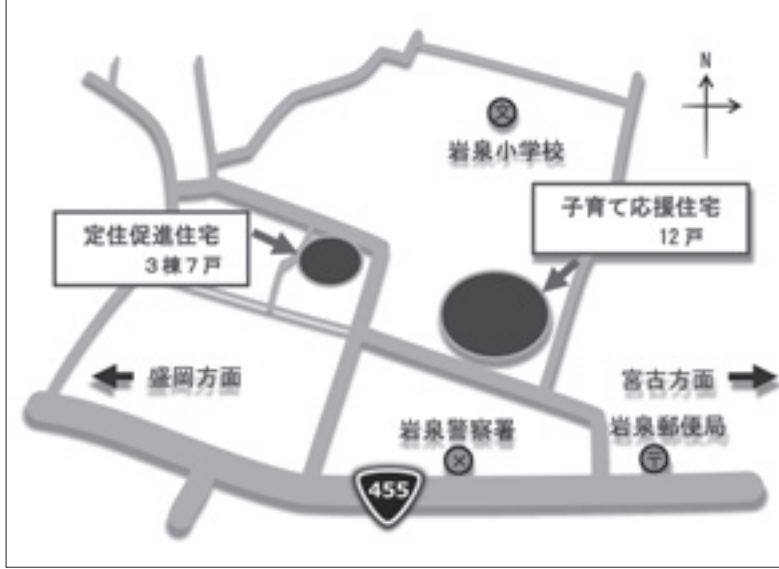 N
文
岩泉小学校
子育て応援住宅
12戸
定住促進住宅
3棟7戸
盛岡方面
宮古方面
岩泉警察署
岩泉郵便局
〒
455